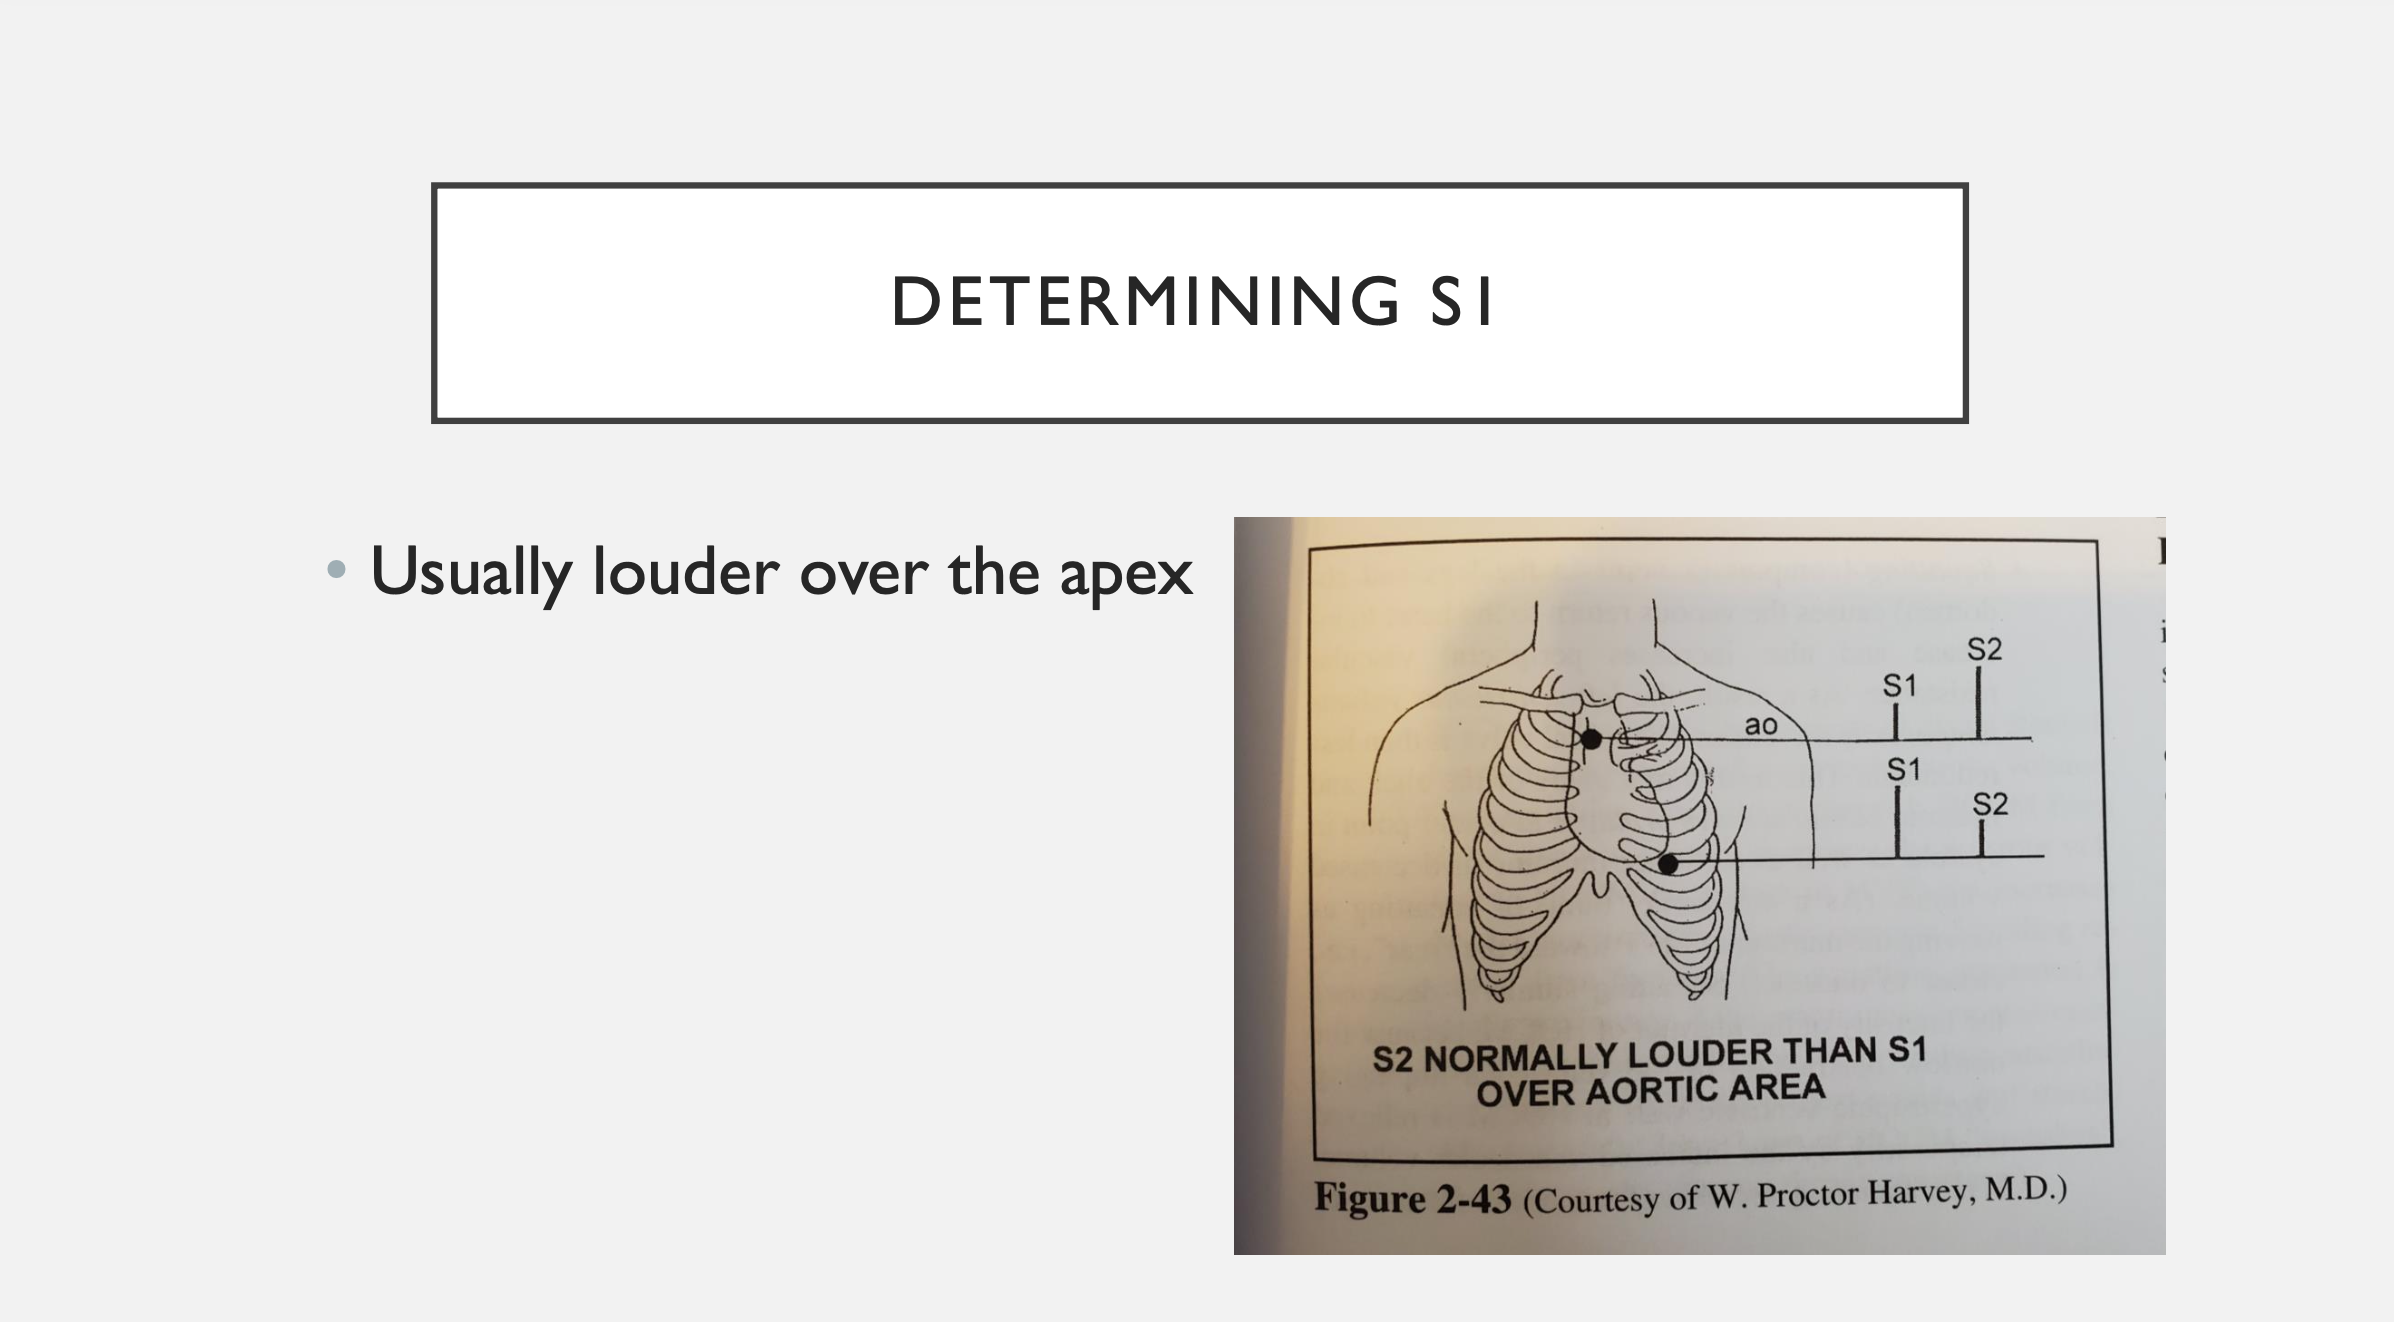 DETERMINING S1
• Usually louder over the apex
S2
S1
ao
S1
S2
S2 NORMALLY LOUDER THAN S1
OVER AORTIC AREA
Figure 2-43 (Courtesy of W. Proctor Harvey, M.D.)